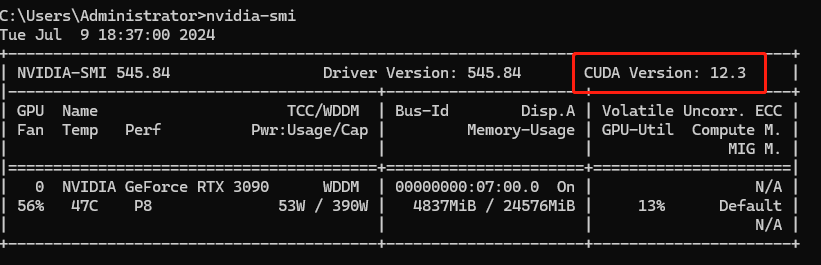 C:\Users\Administrator>nvidia-smi
Tue Jul  9 18:37:00 2024
+---------------------------------------------------------------------------------------+
| NVIDIA-SMI 545.84                 Driver Version: 545.84       CUDA Version: 12.3     |
|-----------------------------------------+----------------------+----------------------+
| GPU  Name                     TCC/WDDM  | Bus-Id        Disp.A | Volatile Uncorr. ECC |
| Fan  Temp   Perf          Pwr:Usage/Cap |         Memory-Usage | GPU-Util  Compute M. |
|                                         |                      |               MIG M. |
|=========================================+======================+======================|
|   0  NVIDIA GeForce RTX 3090      WDDM  | 00000000:07:00.0  On |                  N/A |
| 56%   47C    P8              53W / 390W |   4837MiB / 24576MiB |     13%      Default |
|                                         |                      |                  N/A |
+-----------------------------------------+----------------------+----------------------+